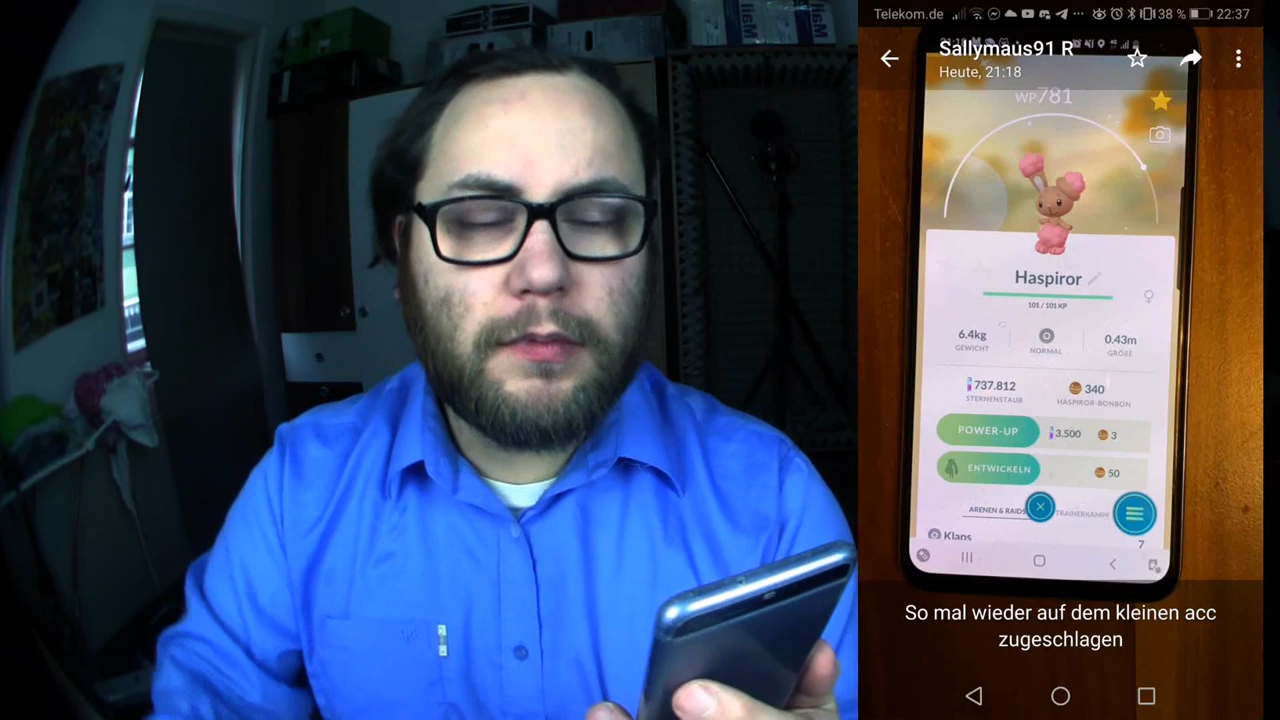 Telekom.de 38 % 22:37
Sallymaus91 R
Heute, 21:18
WP781
Haspiror
101 / 101 KP
6.4kg
GEWICHT
NORMAL
0.43m
GRÖSSE
737.812
STERNENSTAUB
340
HASPIROR-BONBON
POWER-UP 3.500 3
ENTWICKELN 50
ARENEN & RAIDS TRAINERKAMPF
Klaps 7
So mal wieder auf dem kleinen acc
zugeschlagen